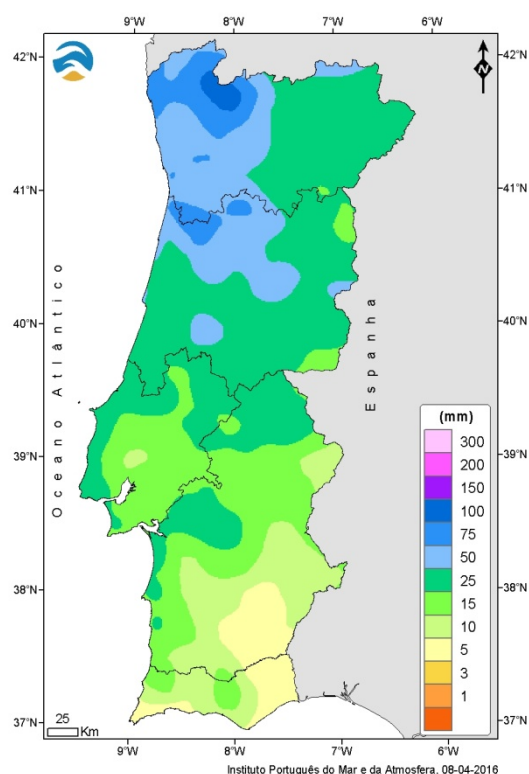 9°W 8°W 7°W 6°W
42°N 42°N
41°N 41°N
40°N 40°N
39°N 39°N
38°N 38°N
37°N 37°N
N
Oceano Atlântico
Espanha
(mm)
300
200
150
100
75
50
25
15
10
5
3
1
25
Km
9°W 8°W 7°W 6°W
Instituto Português do Mar e da Atmosfera, 08-04-2016